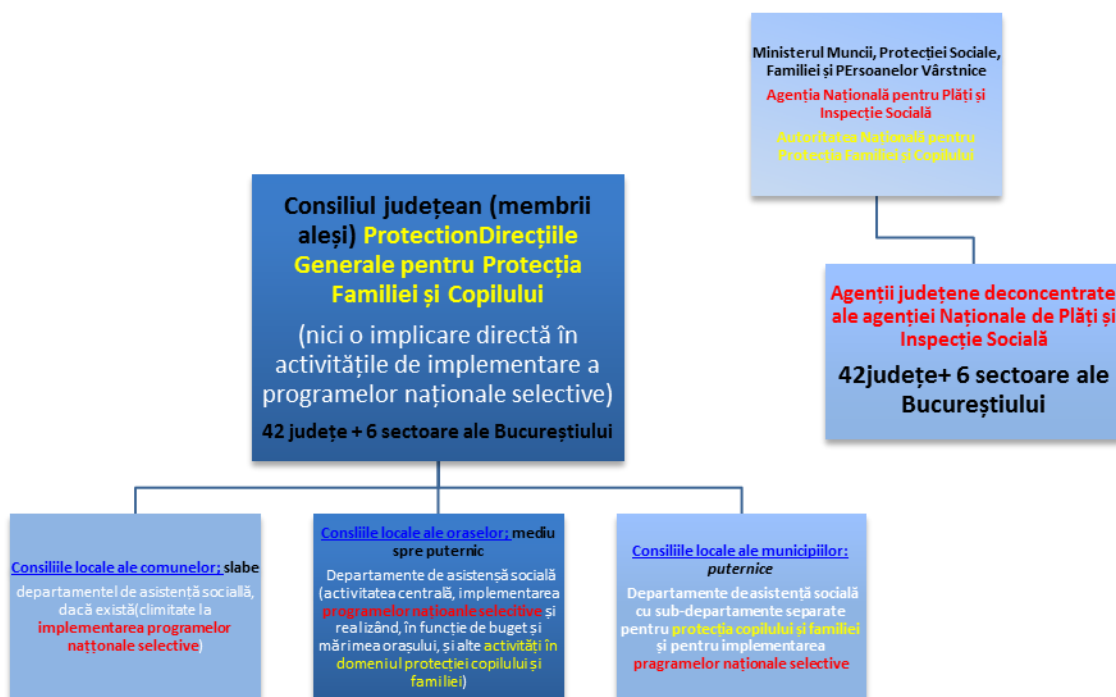 Ministerul Muncii, Protecției Sociale,
Familiei și PErsoanelor Vârstnice
Agenția Națională pentru Plăți și
Inspecție Socială
Autoritatea Națională pentru
Protecția Familiei și Copilului
Consiliul județean (membrii
aleși) ProtectionDirecțiile
Generale pentru Protecția
Familiei și Copilului
(nici o implicare directă în
activitățile de implementare a
programelor naționale selective)
42 județe + 6 sectoare ale Bucureștiului
Agenții județene deconcentrate
ale agenției Naționale de Plăți și
Inspecție Socială
42județe+ 6 sectoare ale
Bucureștiului
Consliile locale ale comunelor; slabe
departamentel de asistență sociallă,
dacă există(climitate la
implementarea programelor
națțonale selective)
Consliile locale ale oraselor; mediu
spre puternic
Departamente de asistensă socială
(activitatea centrală, implementarea
programelor națioanle selecitive și
realizând, în funcție de buget și
mărimea orașului, și alte activități în
domeniul protecției copilului și
familiei)
Consiliile locale ale municipiilor:
puternice
Departamente de asistență socială
cu sub-departamente separate
pentru protecția copilului și familiei
și pentru implementarea
pragramelor naționale selective